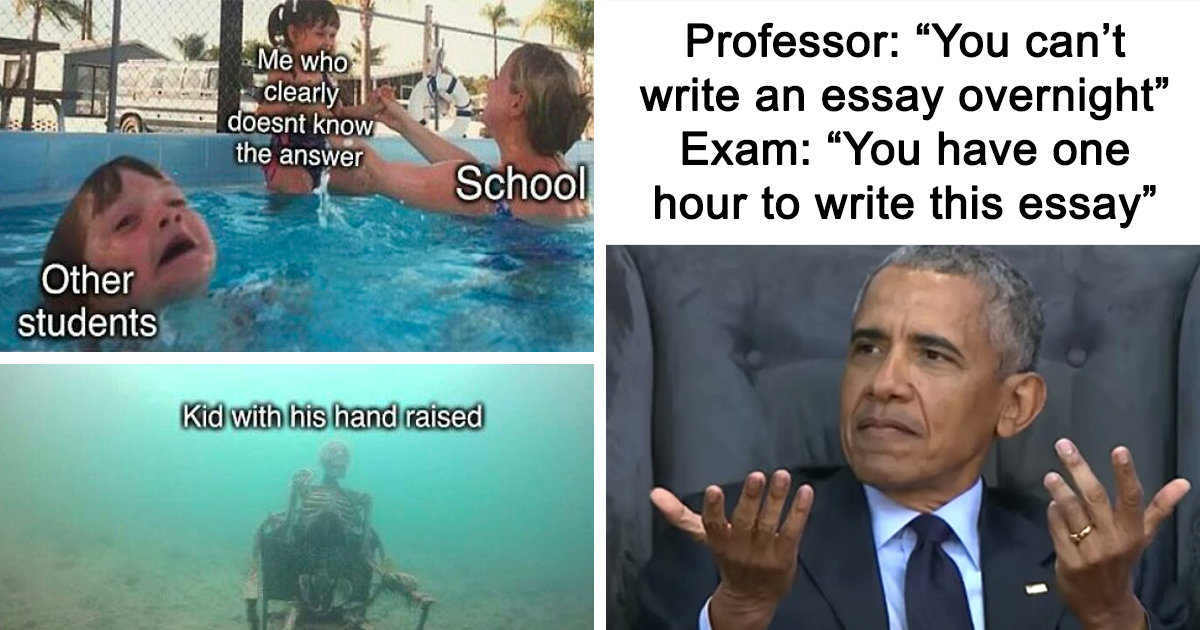 Me who
clearly
doesnt know
the answer
School
Other
students
Kid with his hand raised
Professor: “You can’t
write an essay overnight”
Exam: “You have one
hour to write this essay”